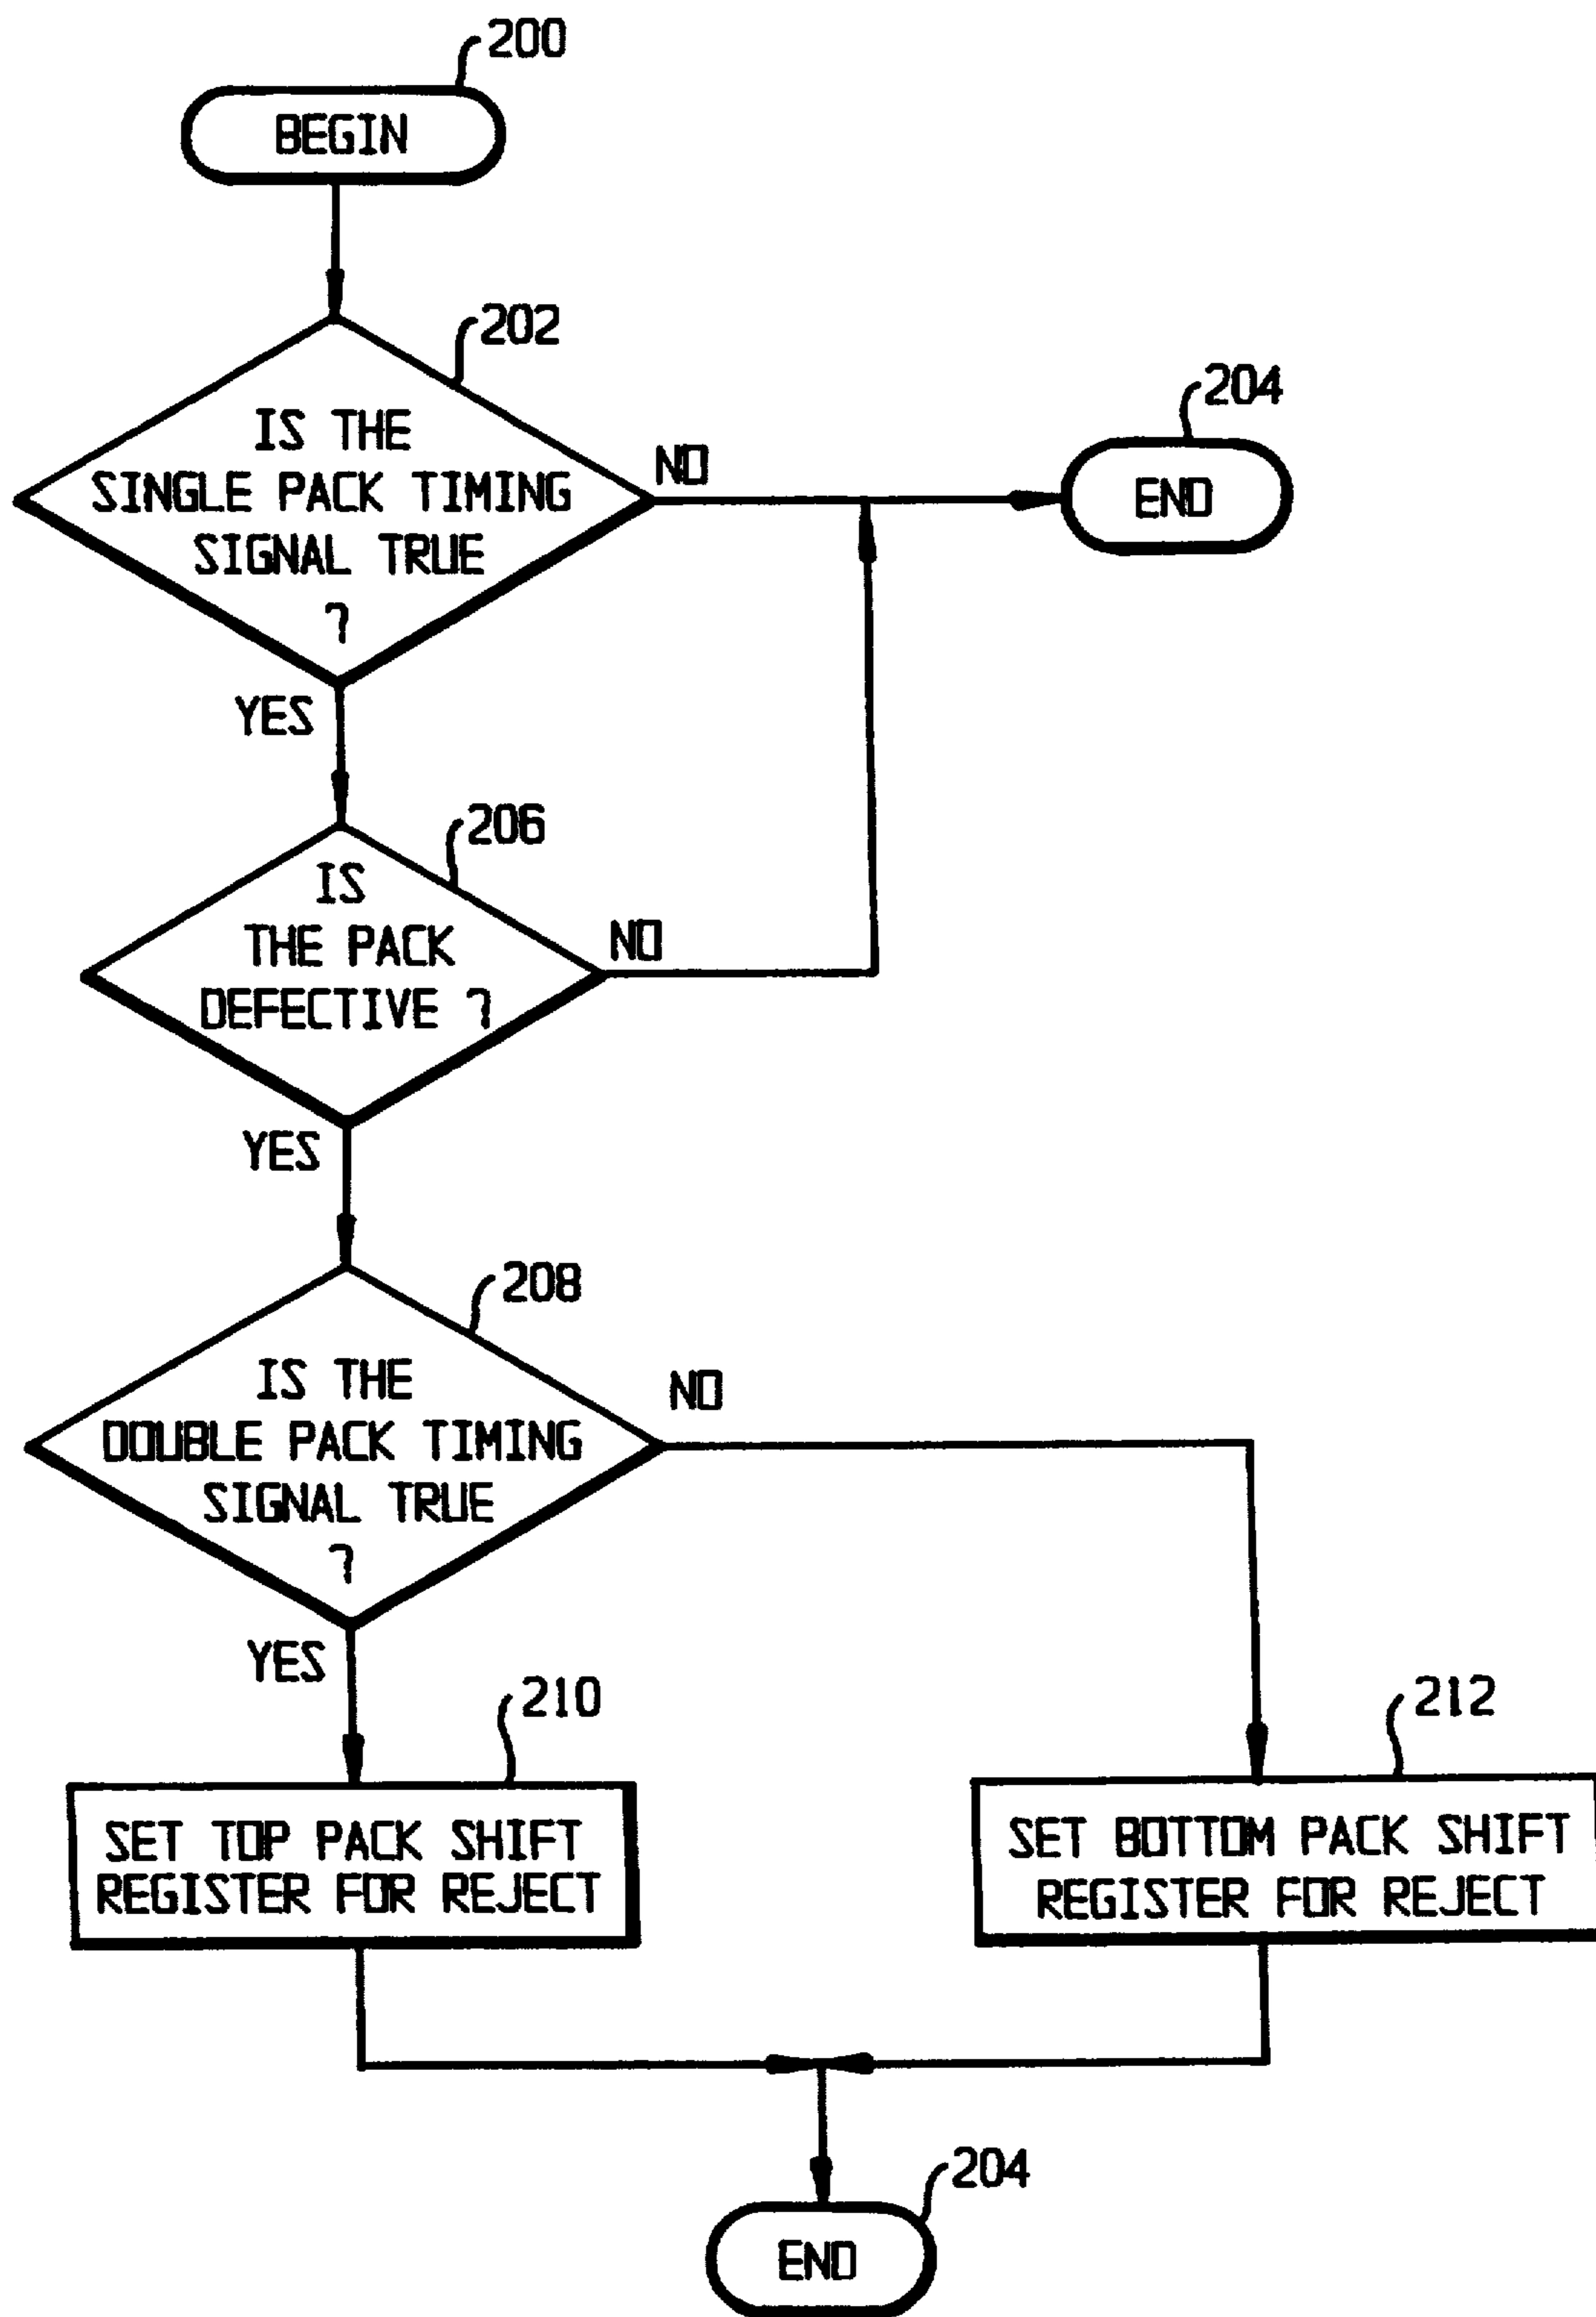 200
BEGIN
202
IS THE
SINGLE PACK TIMING
SIGNAL TRUE
?
NO
204
END
YES
206
IS
THE PACK
DEFECTIVE ?
NO
YES
208
IS THE
DOUBLE PACK TIMING
SIGNAL TRUE
?
NO
YES
210
SET TOP PACK SHIFT
REGISTER FOR REJECT
212
SET BOTTOM PACK SHIFT
REGISTER FOR REJECT
204
END